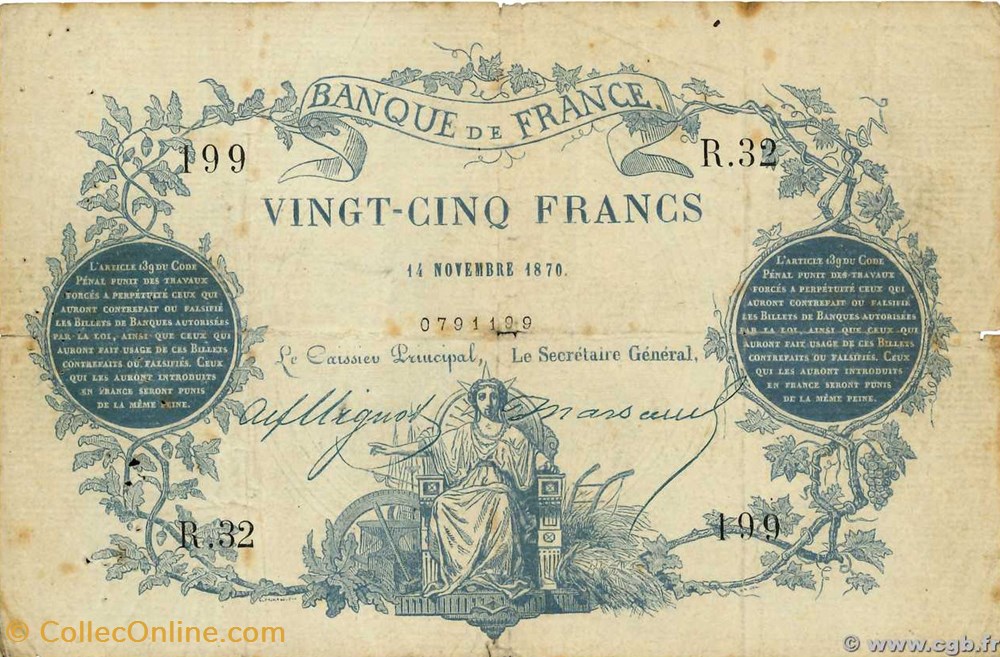 BANQUE DE FRANCE.
199
R.32
VINGT-CINQ FRANCS
14 NOVEMBRE 1870.
0791199
Le Caissier Principal,
Le Secrétaire Général,
L'ARTICLE 139 DU CODE
PÉNAL PUNIT DES TRAVAUX
FORCÉS A PERPÉTUITÉ CEUX QUI
AURONT CONTREFAIT OU FALSIFIÉ
LES BILLETS DE BANQUES AUTORISÉES
PAR LA LOI, AINSI QUE CEUX QUI
AURONT FAIT USAGE DE CES BILLETS
CONTREFAITS OU FALSIFIÉS. CEUX
QUI LES AURONT INTRODUITS
EN FRANCE SERONT PUNIS
DE LA MÊME PEINE.
L'ARTICLE 139 DU CODE
PÉNAL PUNIT DES TRAVAUX
FORCÉS A PERPÉTUITÉ CEUX QUI
AURONT CONTREFAIT OU FALSIFIÉ
LES BILLETS DE BANQUES AUTORISÉES
PAR LA LOI, AINSI QUE CEUX QUI
AURONT FAIT USAGE DE CES BILLETS
CONTREFAITS OU FALSIFIÉS. CEUX
QUI LES AURONT INTRODUITS
EN FRANCE SERONT PUNIS
DE LA MÊME PEINE.
R.32
199
© CollecOnline.com
© www.cgb.fr